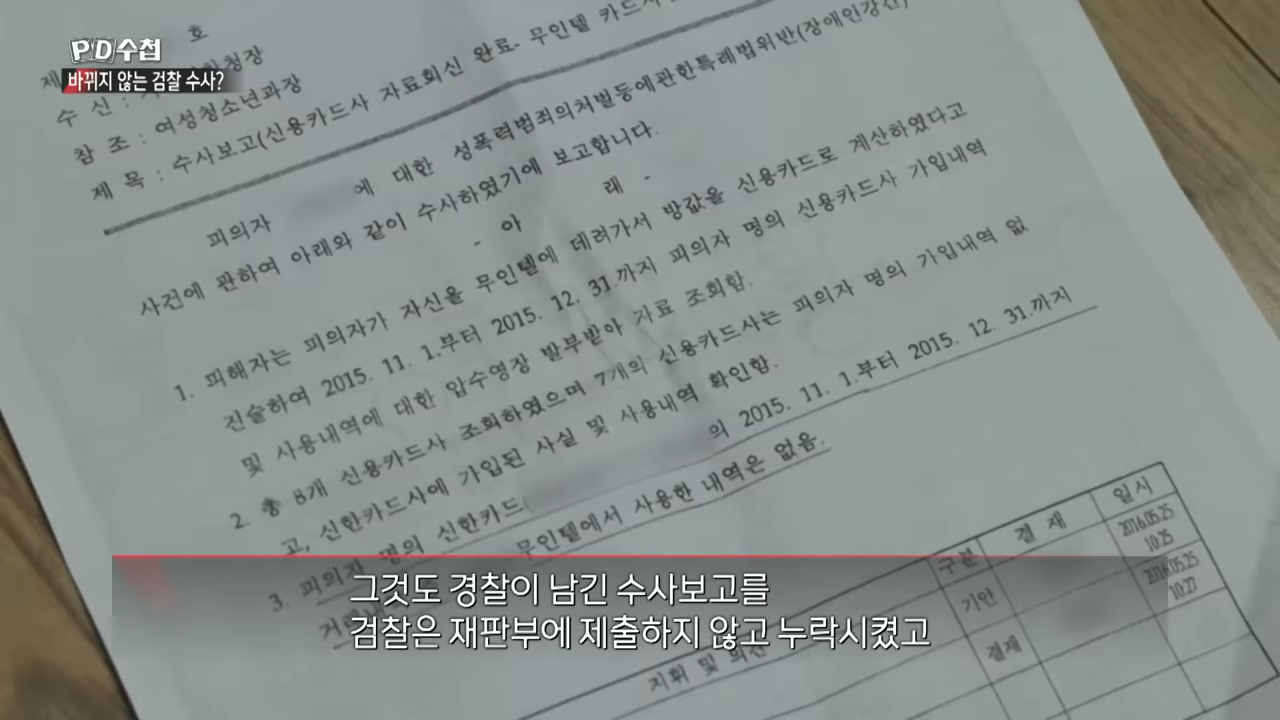 PD수첩
바뀌지 않는 검찰 수사?
호
청장
수 신 :
참 조 : 여성청소년과장
제 목 : 수사보고(신용카드사 자료회신 완료- 무인텔 카드사
피의자 에 대한 성폭력범죄의처벌등에관한특례법위반(장애인강간)
사건에 관하여 아래와 같이 수사하였기에 보고합니다.
- 아 래 -
1. 피해자는 피의자가 자신을 무인텔에 데려가서 방값을 신용카드로 계산하였다고
진술하여 2015. 11. 1.부터 2015. 12. 31.까지 피의자 명의 신용카드사 가입내역
및 사용내역에 대한 압수영장 발부받아 자료 조회함.
2. 총 8개 신용카드사 조회하였으며 7개의 신용카드사는 피의자 명의 가입내역 없
고, 신한카드사에 가입된 사실 및 사용내역 확인함.
3. 피의자 명의 신한카드( 의 2015. 11. 1.부터 2015. 12. 31.까지
무인텔에서 사용한 내역은 없음.
구분 결 재 일시
기안 2016.05.25 10:25
결재 2016.05.25 10:27
지휘 및 의견
그것도 경찰이 남긴 수사보고를
검찰은 재판부에 제출하지 않고 누락시켰고